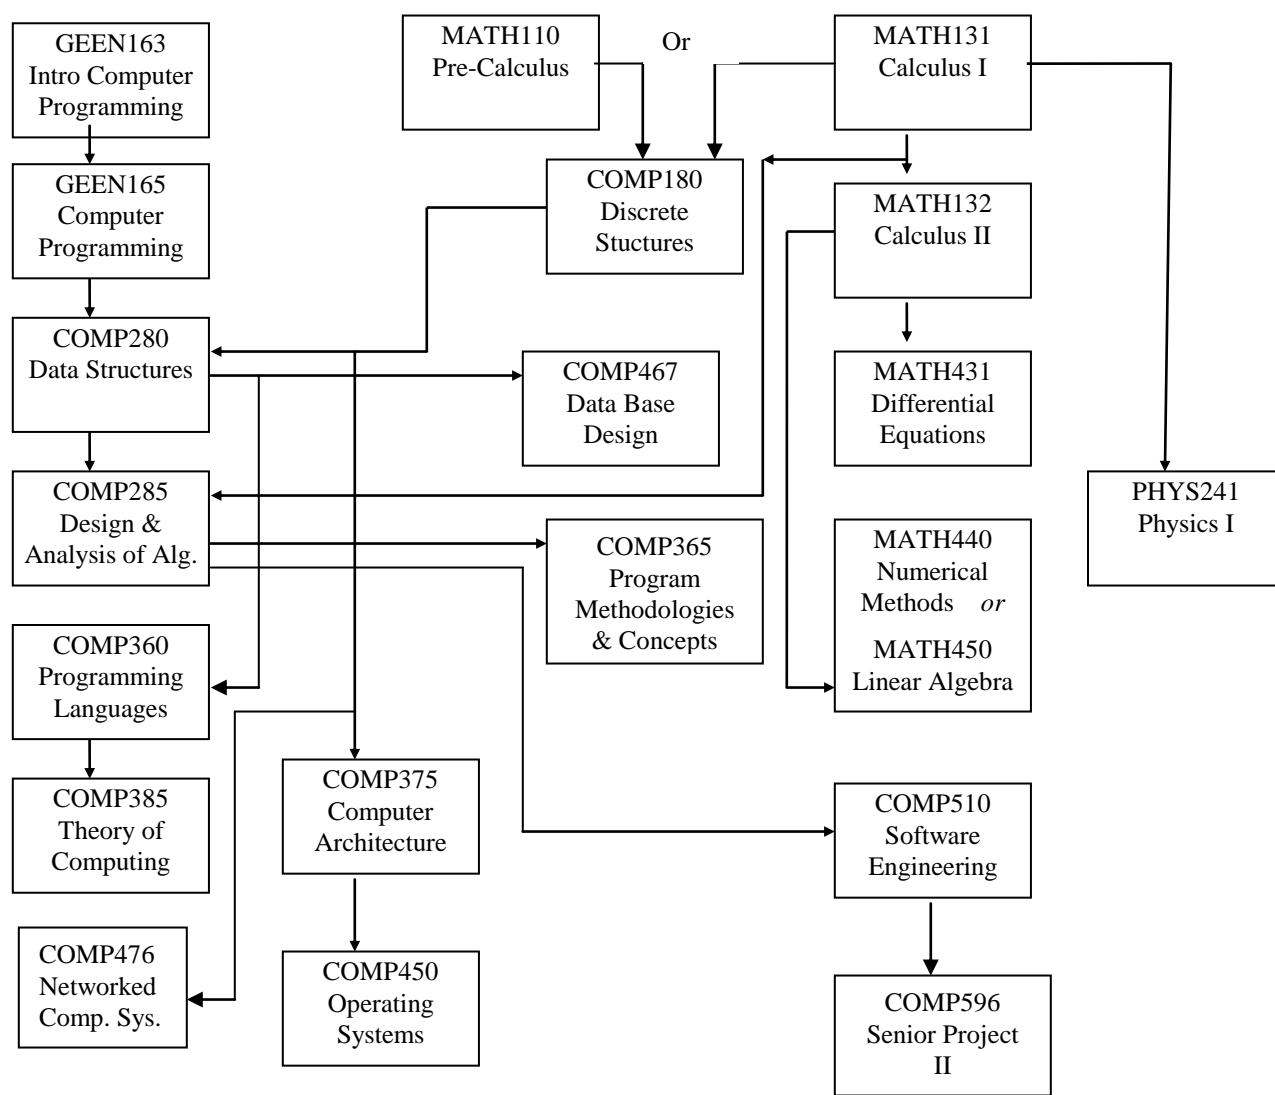 GEEN163
Intro Computer
Programming
MATH110
Pre-Calculus
Or
MATH131
Calculus I
GEEN165
Computer
Programming
COMP180
Discrete
Stuctures
MATH132
Calculus II
COMP280
Data Structures
COMP467
Data Base
Design
MATH431
Differential
Equations
COMP285
Design &
Analysis of Alg.
PHYS241
Physics I
COMP365
Program
Methodologies
& Concepts
MATH440
Numerical
Methods or
MATH450
Linear Algebra
COMP360
Programming
Languages
COMP385
Theory of
Computing
COMP375
Computer
Architecture
COMP510
Software
Engineering
COMP476
Networked
Comp. Sys.
COMP450
Operating
Systems
COMP596
Senior Project
II